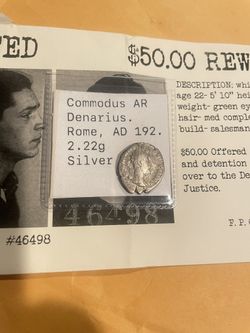 TED
$50.00 REW
DESCRIPTION: whi
age 22- 5' 10" hei
weight- green ey
hair- med comple
build- salesman
$50.00 Offered
and detention
over to the De
Justice.
F. P.
Commodus AR
Denarius.
Rome, AD 192.
2.22g
Silver
46498
#46498